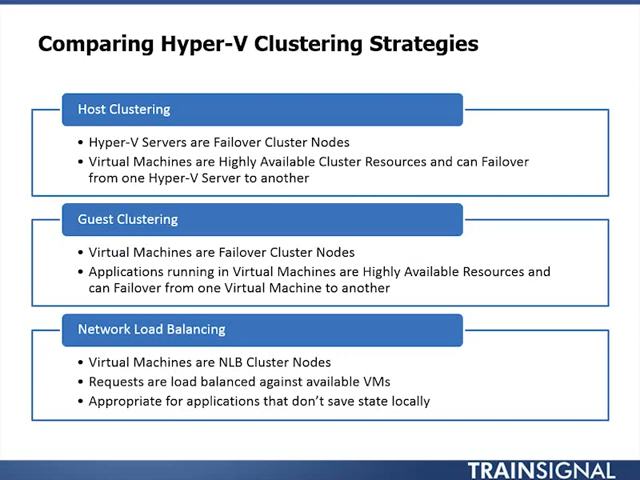 Comparing Hyper-V Clustering Strategies
Host Clustering
• Hyper-V Servers are Failover Cluster Nodes
• Virtual Machines are Highly Available Cluster Resources and can Failover
from one Hyper-V Server to another
Guest Clustering
• Virtual Machines are Failover Cluster Nodes
• Applications running in Virtual Machines are Highly Available Resources and
can Failover from one Virtual Machine to another
Network Load Balancing
• Virtual Machines are NLB Cluster Nodes
• Requests are load balanced against available VMs
• Appropriate for applications that don’t save state locally
TRAINSIGNAL